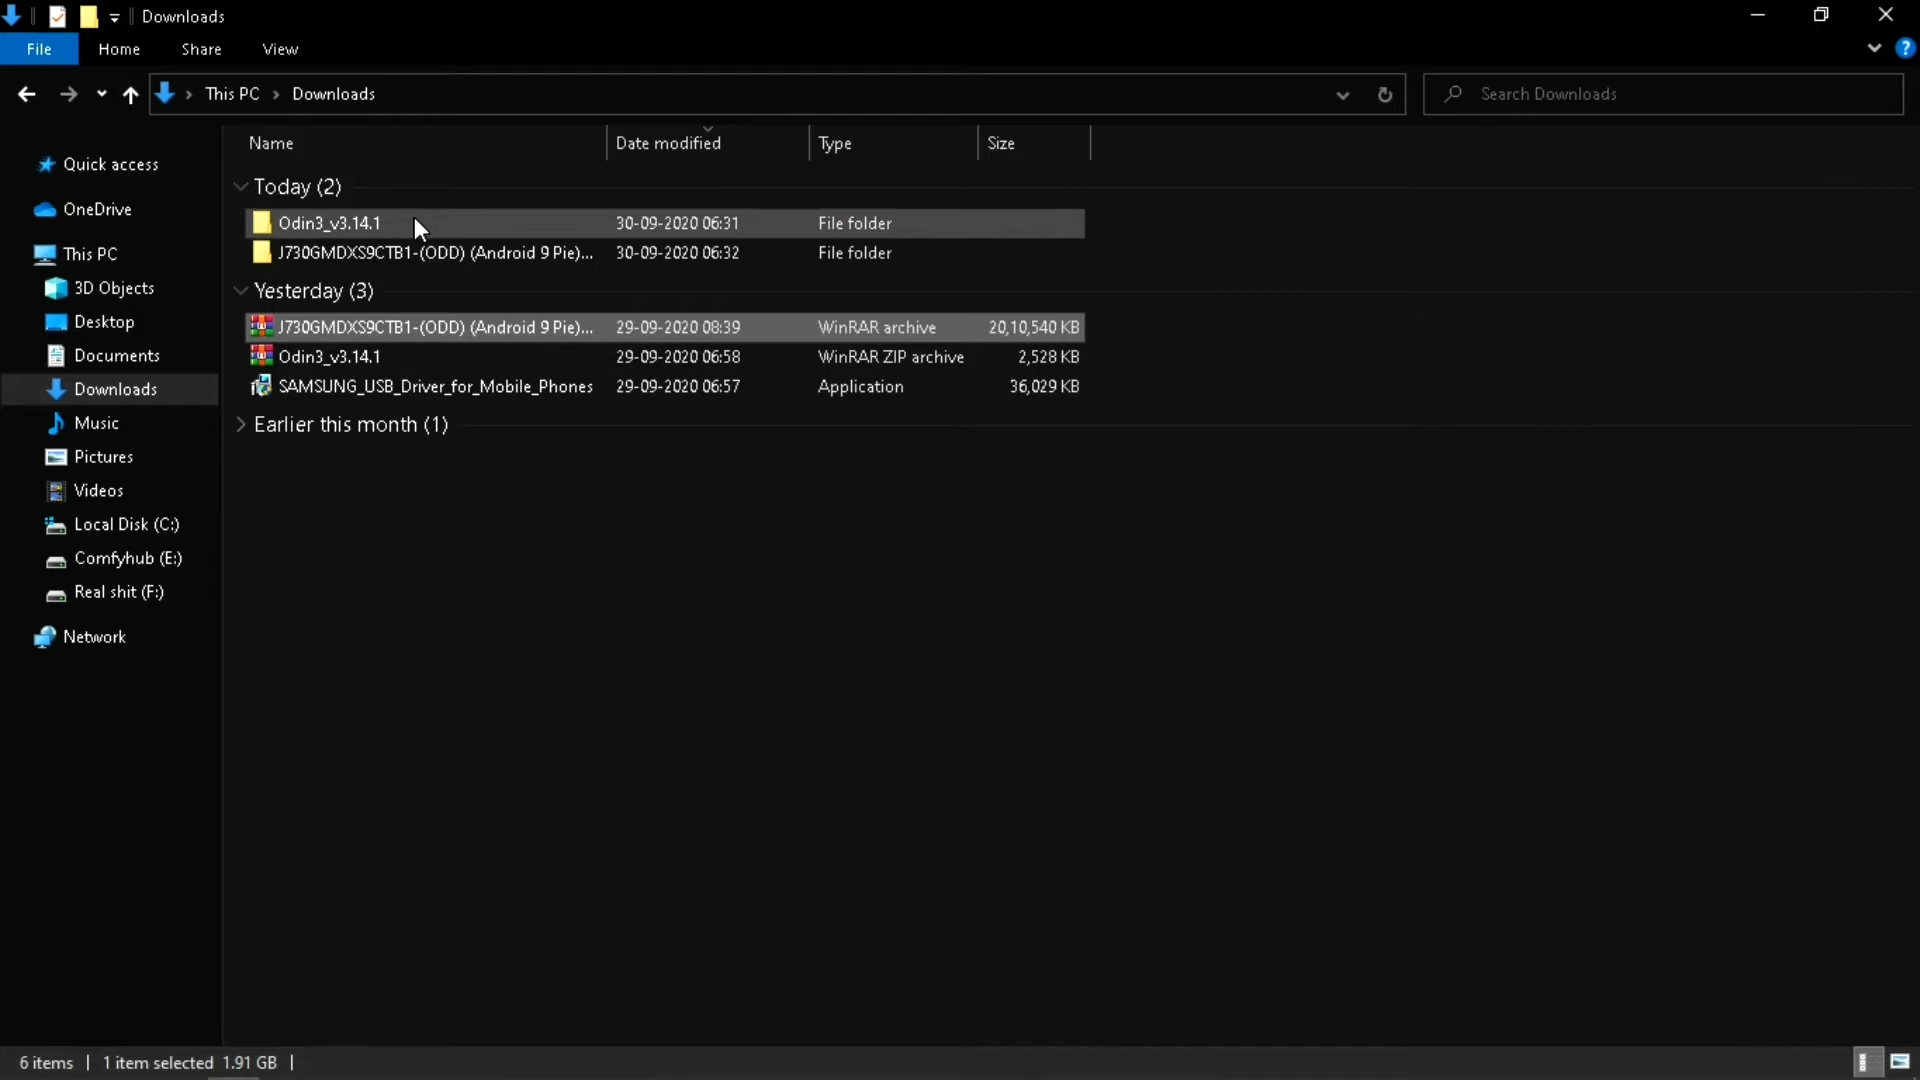 Downloads
File Home Share View
This PC > Downloads
Search Downloads
Quick access
OneDrive
This PC
3D Objects
Desktop
Documents
Downloads
Music
Pictures
Videos
Local Disk (C:)
Comfyhub (E:)
Real shit (F:)
Network
Name Date modified Type Size
Today (2)
Odin3_v3.14.1 30-09-2020 06:31 File folder
J730GMDXS9CTB1-(ODD) (Android 9 Pie)... 30-09-2020 06:32 File folder
Yesterday (3)
J730GMDXS9CTB1-(ODD) (Android 9 Pie)... 29-09-2020 08:39 WinRAR archive 20,10,540 KB
Odin3_v3.14.1 29-09-2020 06:58 WinRAR ZIP archive 2,528 KB
SAMSUNG_USB_Driver_for_Mobile_Phones 29-09-2020 06:57 Application 36,029 KB
Earlier this month (1)
6 items 1 item selected 1.91 GB